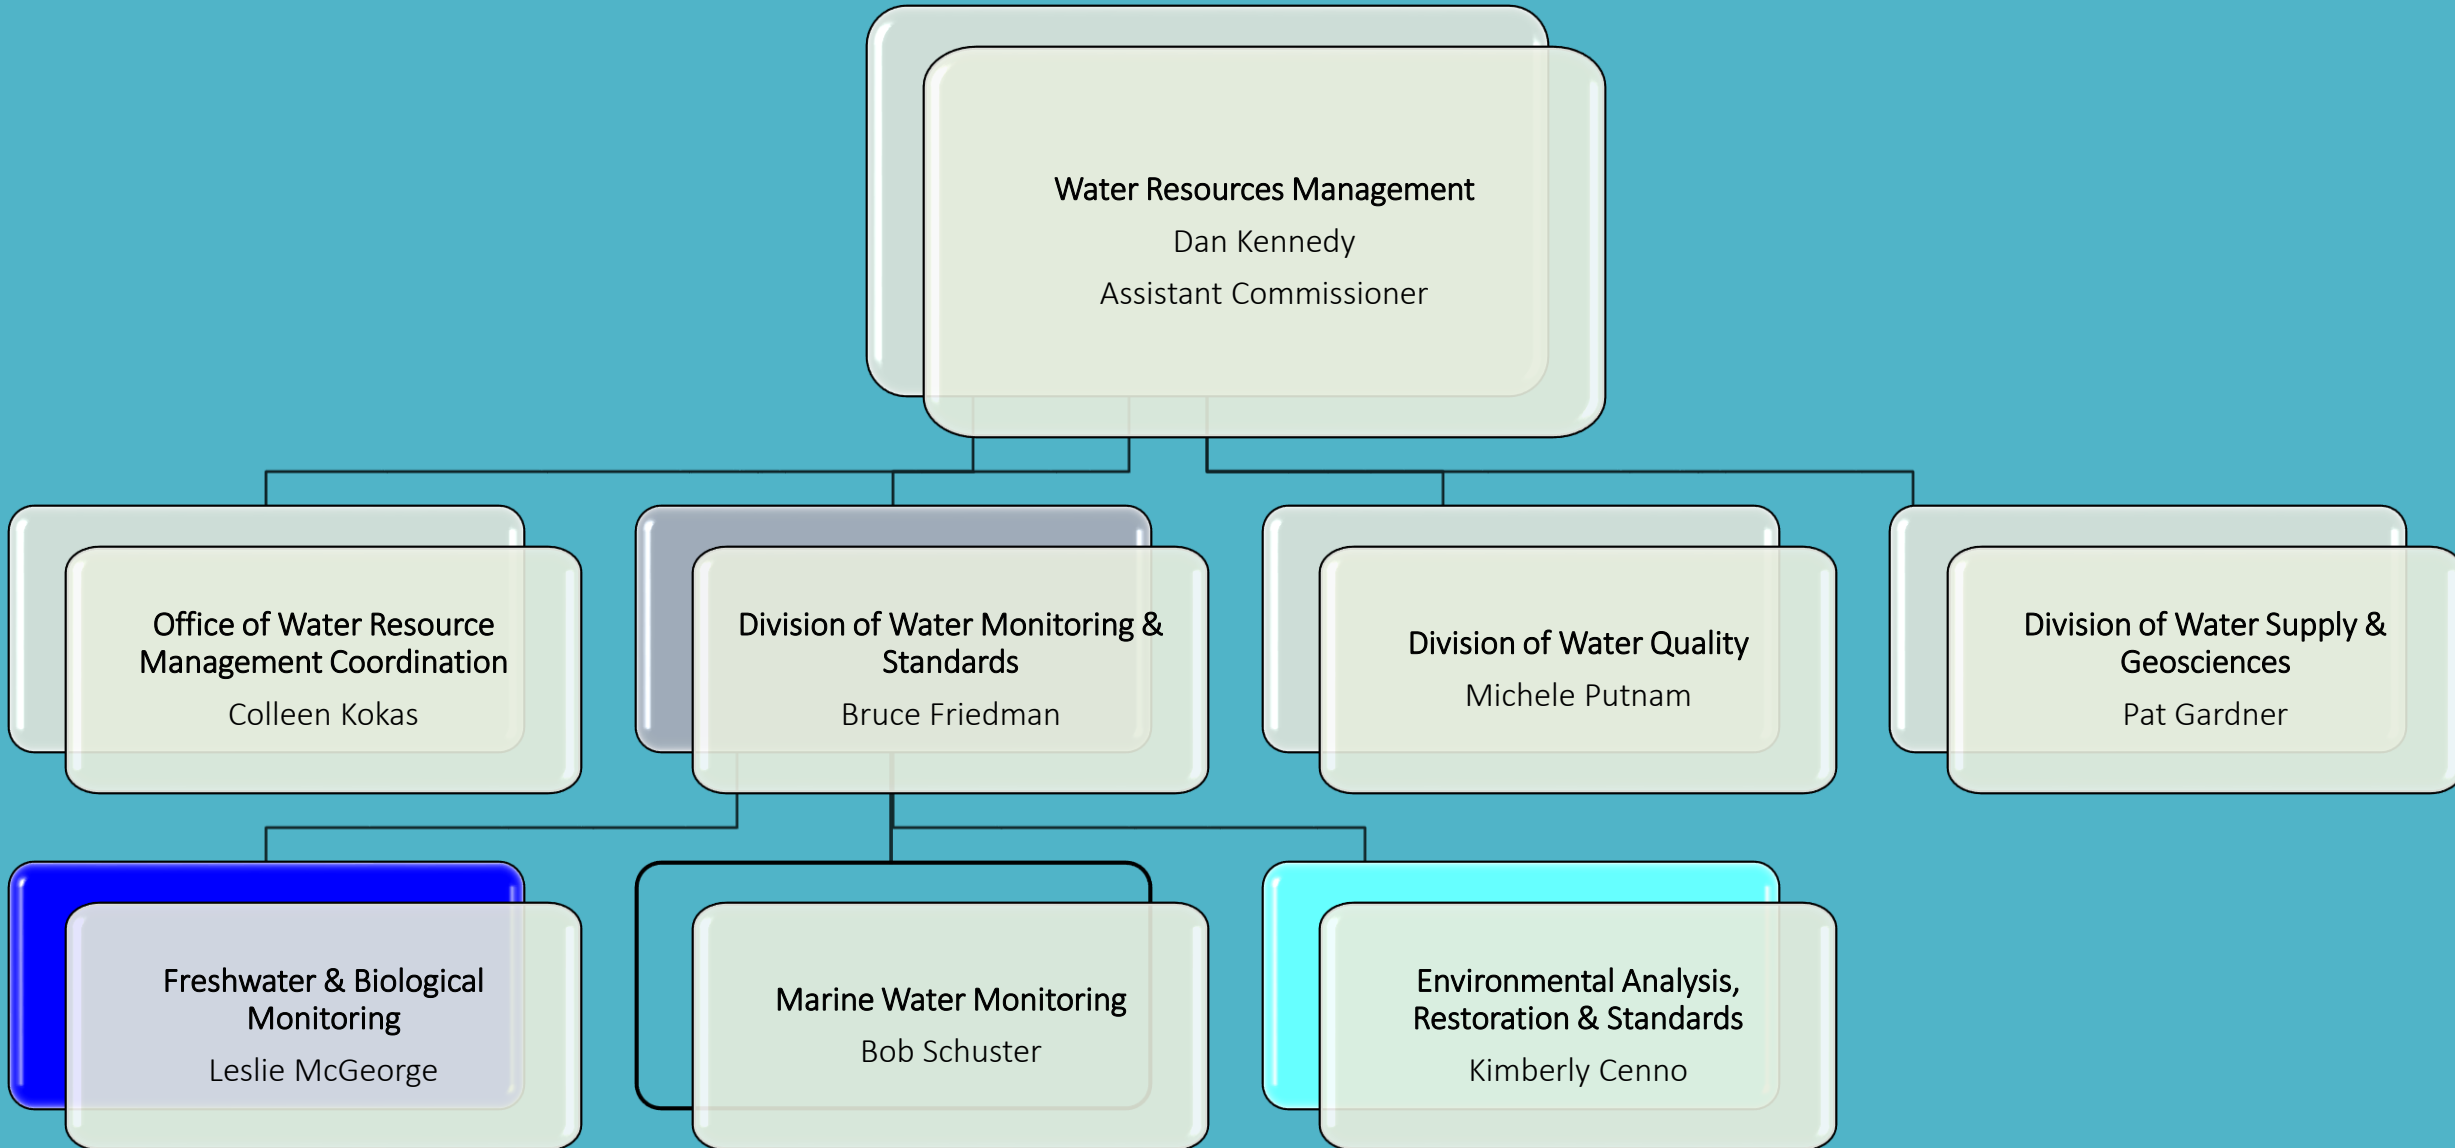 Water Resources Management
Dan Kennedy
Assistant Commissioner
Office of Water Resource
Management Coordination
Colleen Kokas
Division of Water Monitoring &
Standards
Bruce Friedman
Division of Water Quality
Michele Putnam
Division of Water Supply &
Geosciences
Pat Gardner
Freshwater & Biological
Monitoring
Leslie McGeorge
Marine Water Monitoring
Bob Schuster
Environmental Analysis,
Restoration & Standards
Kimberly Cenno